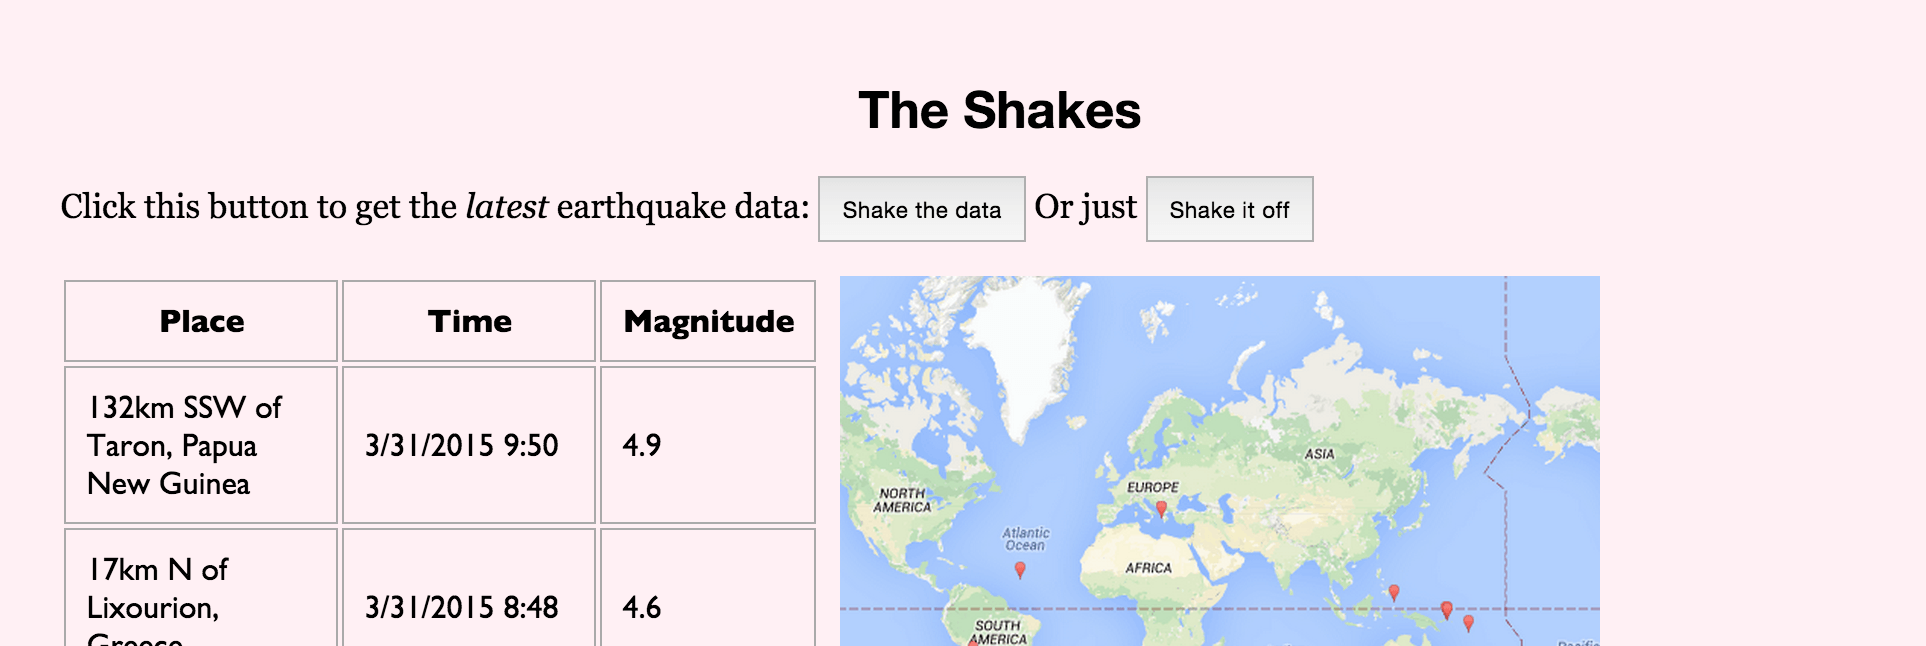 The Shakes
Click this button to get the latest earthquake data: Shake the data Or just Shake it off
Place Time Magnitude
132km SSW of
Taron, Papua
New Guinea
3/31/2015 9:50
4.9
17km N of
Lixourion,
Greece
3/31/2015 8:48
4.6
ASIA
EUROPE
NORTH
AMERICA
Atlantic
Ocean
AFRICA
SOUTH
AMERICA